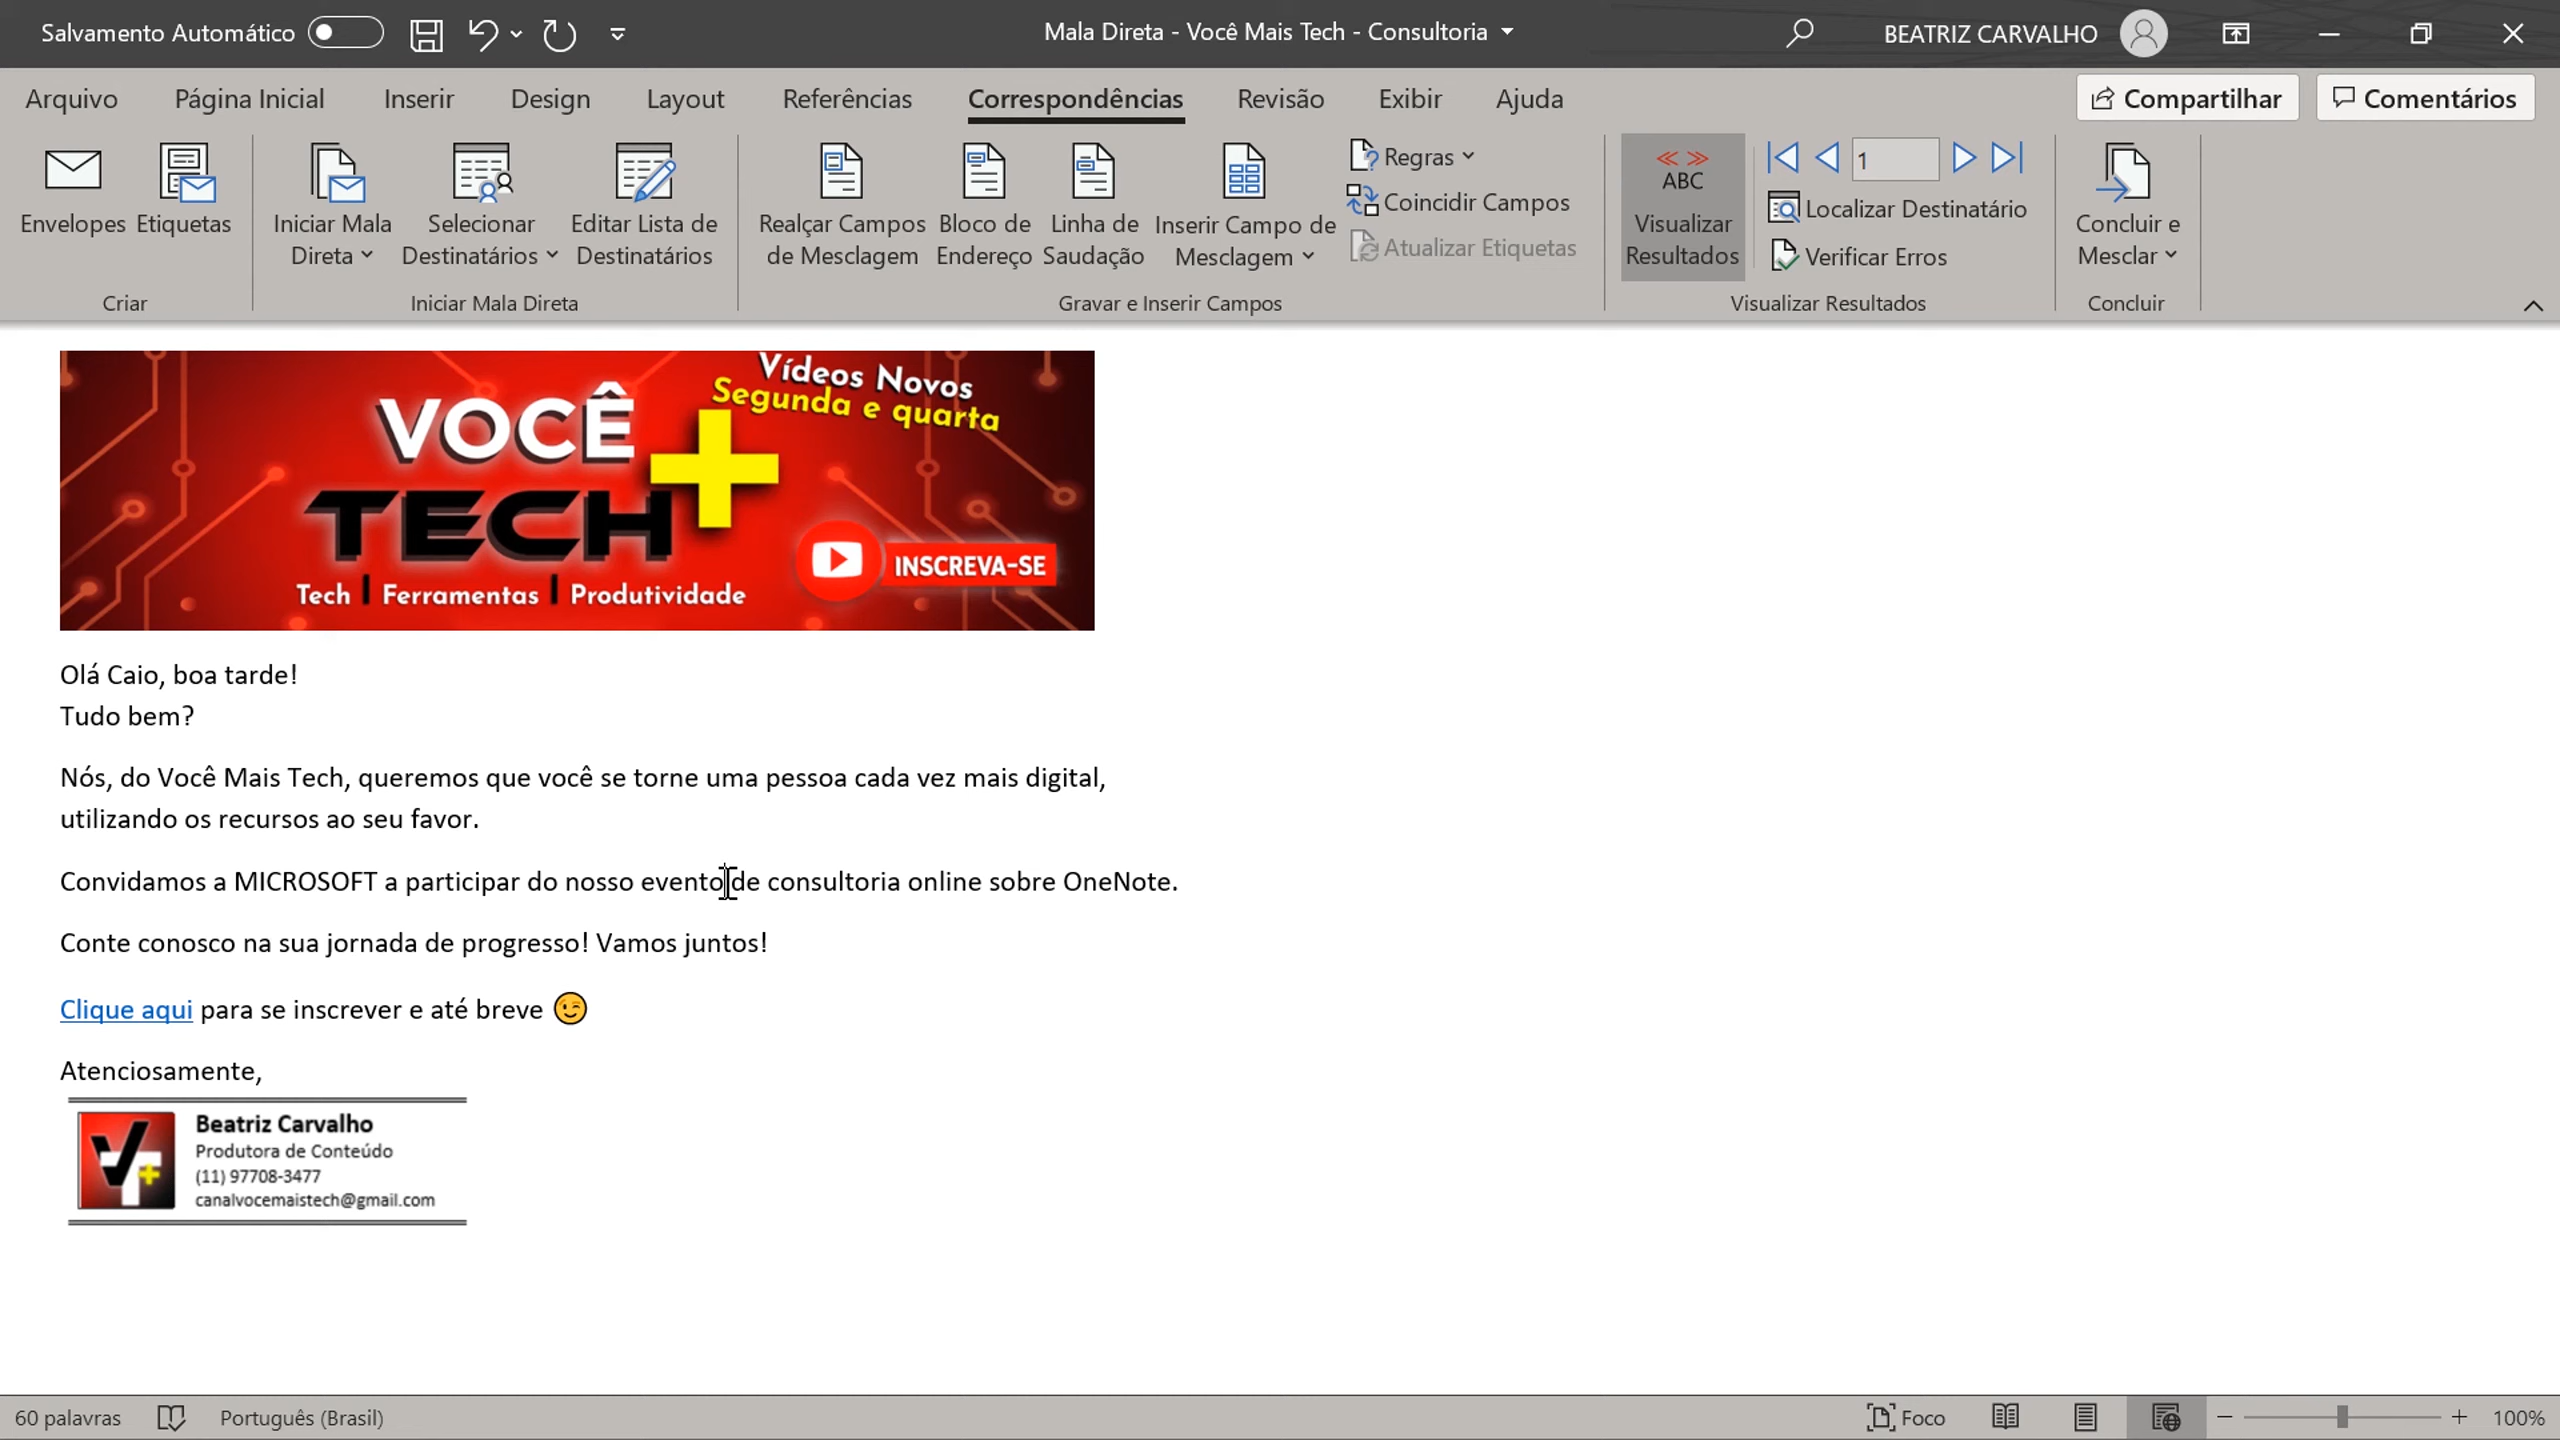 Salvamento Automático
Mala Direta - Você Mais Tech - Consultoria
BEATRIZ CARVALHO
Arquivo Página Inicial Inserir Design Layout Referências Correspondências Revisão Exibir Ajuda
Compartilhar Comentários
Envelopes
Etiquetas
Criar
Iniciar Mala
Direta
Selecionar
Destinatários
Editar Lista de
Destinatários
Iniciar Mala Direta
Realçar Campos
de Mesclagem
Bloco de
Endereço
Linha de
Saudação
Inserir Campo de
Mesclagem
Regras
Coincidir Campos
Atualizar Etiquetas
Gravar e Inserir Campos
ABC
Visualizar
Resultados
1
Localizar Destinatário
Verificar Erros
Visualizar Resultados
Concluir e
Mesclar
Concluir
Vídeos Novos
Segunda e quarta
VOCÊ
+
TECH
INSCREVA-SE
Tech | Ferramentas | Produtividade
Olá Caio, boa tarde!
Tudo bem?
Nós, do Você Mais Tech, queremos que você se torne uma pessoa cada vez mais digital,
utilizando os recursos ao seu favor.
Convidamos a MICROSOFT a participar do nosso evento de consultoria online sobre OneNote.
Conte conosco na sua jornada de progresso! Vamos juntos!
Clique aqui para se inscrever e até breve 😉
Atenciosamente,
Beatriz Carvalho
Produtora de Conteúdo
(11) 97708-3477
canalvocemaistech@gmail.com
60 palavras
Português (Brasil)
Foco
100%